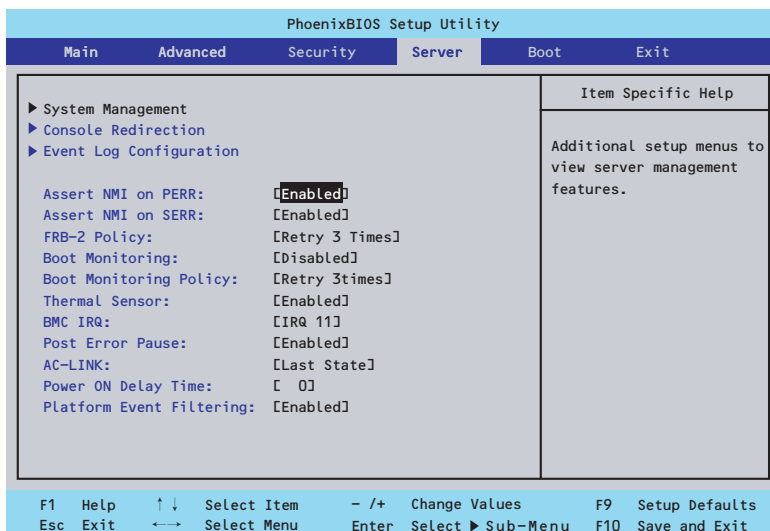 PhoenixBIOS Setup Utility
Main Advanced Security Server Boot Exit
▶ System Management
▶ Console Redirection
▶ Event Log Configuration
Assert NMI on PERR: [Enabled]
Assert NMI on SERR: [Enabled]
FRB-2 Policy: [Retry 3 Times]
Boot Monitoring: [Disabled]
Boot Monitoring Policy: [Retry 3times]
Thermal Sensor: [Enabled]
BMC IRQ: [IRQ 11]
Post Error Pause: [Enabled]
AC-LINK: [Last State]
Power ON Delay Time: [ 0]
Platform Event Filtering: [Enabled]
Item Specific Help
Additional setup menus to
view server management
features.
F1 Help ↑↓ Select Item - /+ Change Values F9 Setup Defaults
Esc Exit ←→ Select Menu Enter Select ▶ Sub-Menu F10 Save and Exit